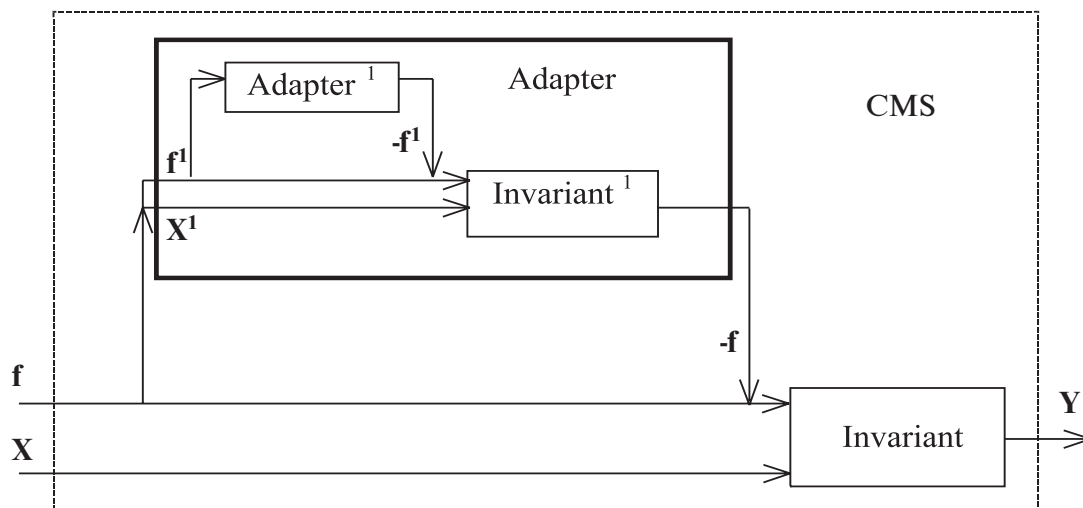 Adapter 1
Adapter
CMS
-f1
f1
Invariant 1
X1
-f
f
Y
Invariant
X